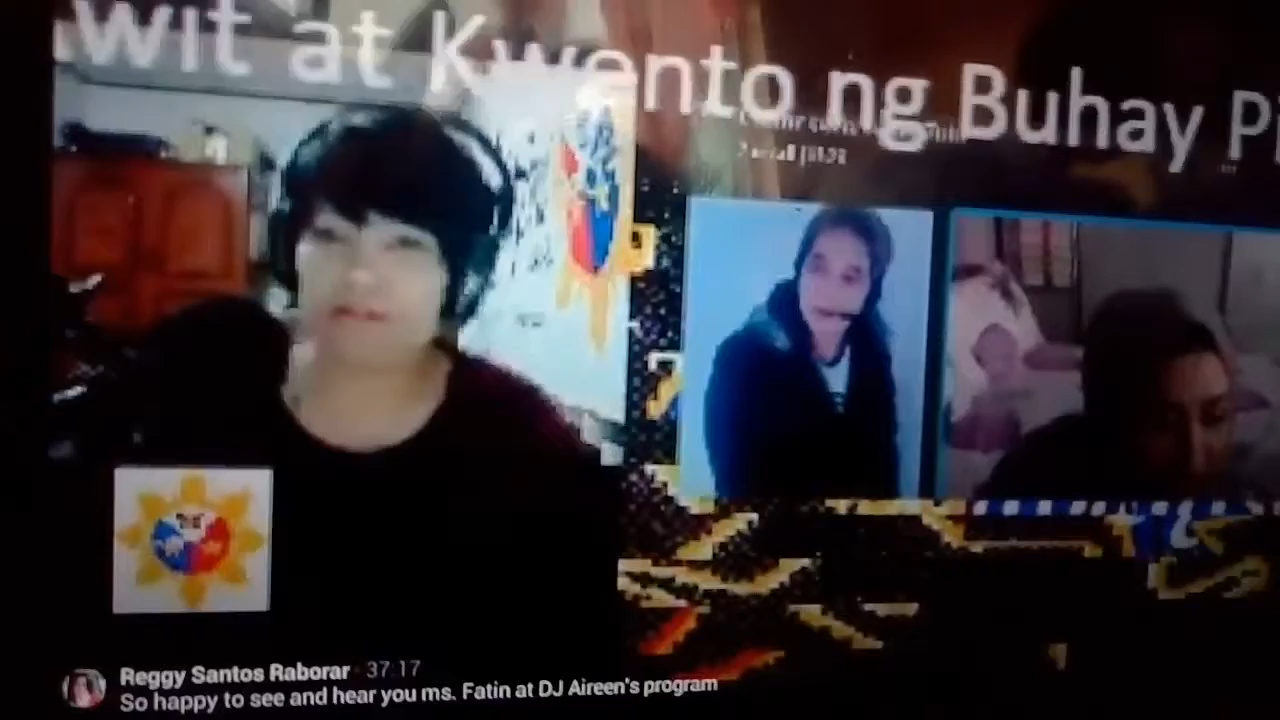 wit at Kwento ng Buhay P
Reggy Santos Raborar 37:17
So happy to see and hear you ms. Fatin at DJ Aireen's program